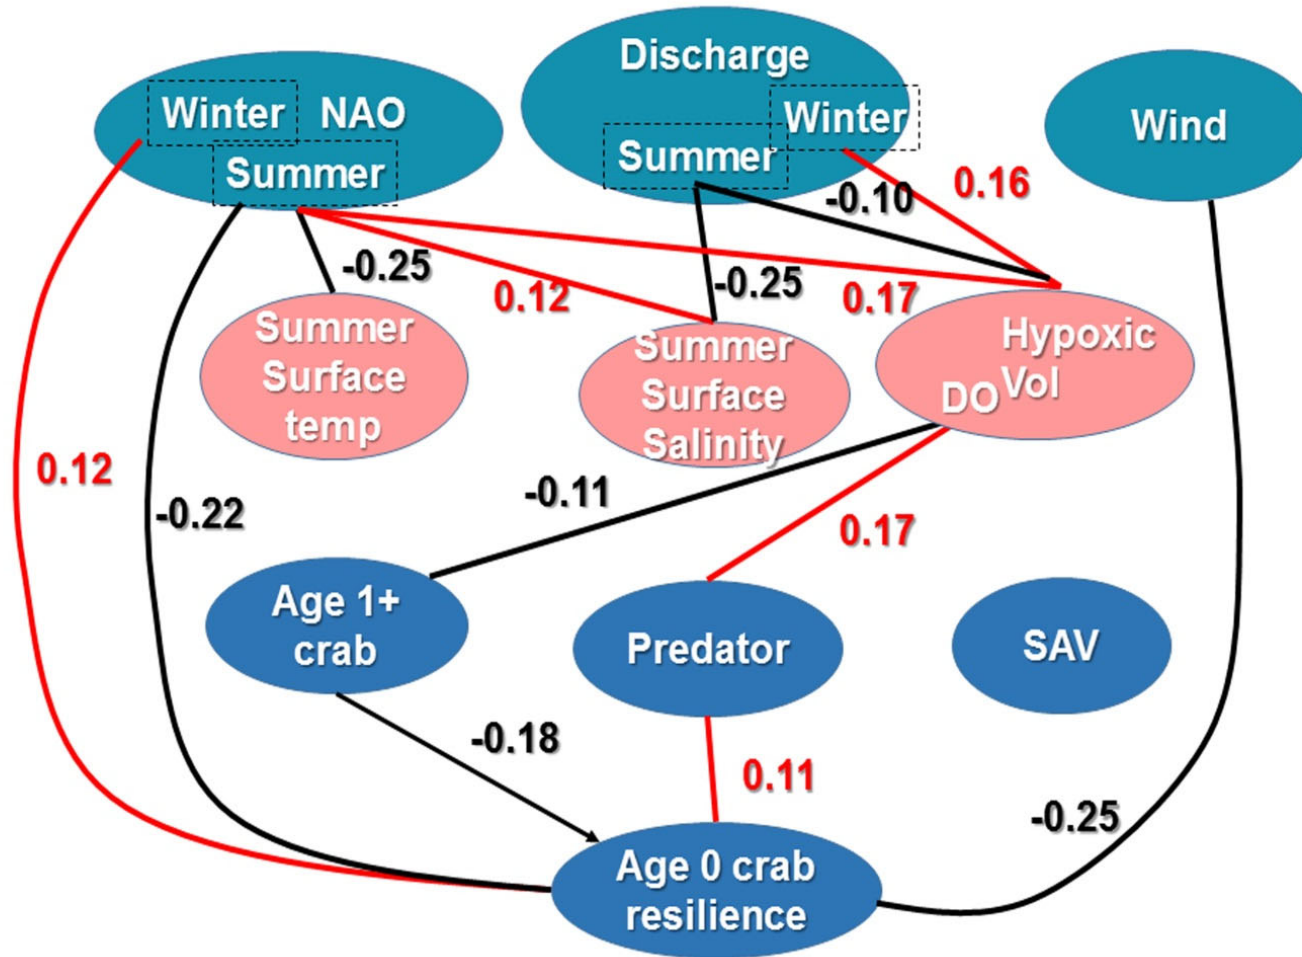 Discharge
Winter NAO
Winter
Wind
Summer
Summer
0.16
-0.10
-0.25
0.12
-0.25
0.17
Summer
Surface
temp
Summer
Surface
Salinity
Hypoxic
Vol
DO
0.12
-0.22
-0.11
0.17
Age 1+
crab
Predator
SAV
-0.18
0.11
-0.25
Age 0 crab
resilience